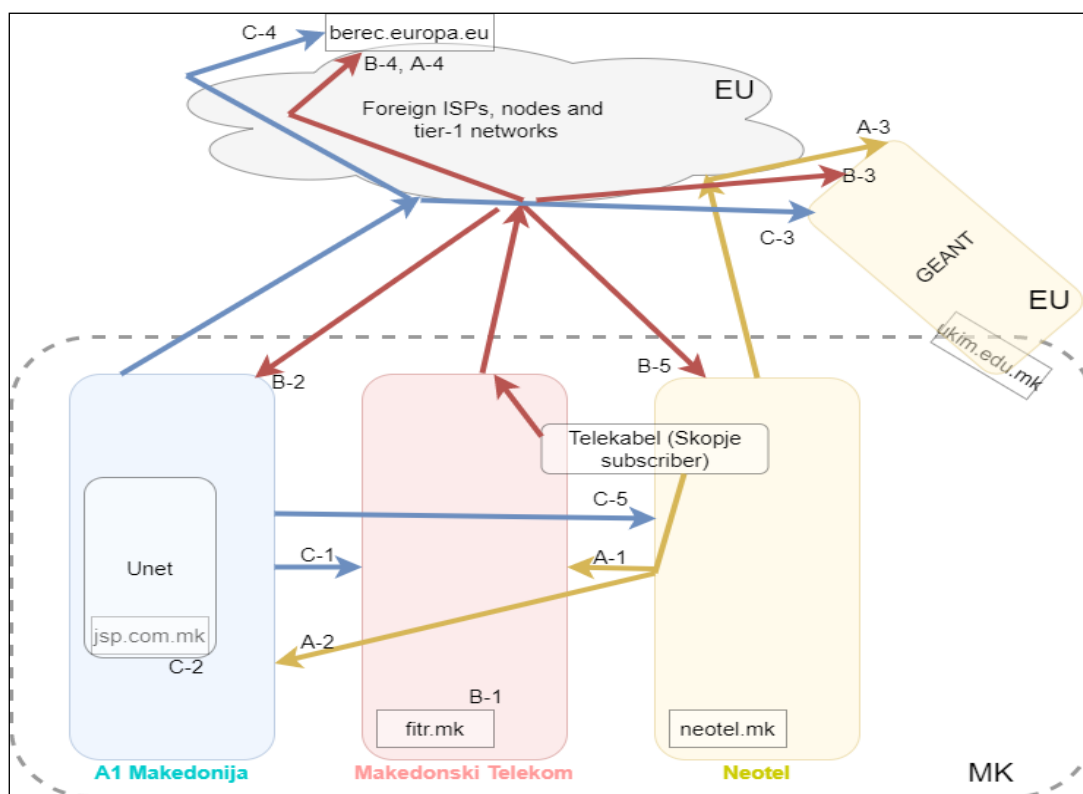 C-4
berec.europa.eu
B-4, A-4
EU
Foreign ISPs, nodes and
tier-1 networks
A-3
B-3
C-3
GEANT
EU
ukim.edu.mk
B-2
B-5
Telekabel (Skopje
subscriber)
C-5
C-1
A-1
Unet
jsp.com.mk
C-2
A-2
B-1
fitr.mk
neotel.mk
A1 Makedonija
Makedonski Telekom
Neotel
MK